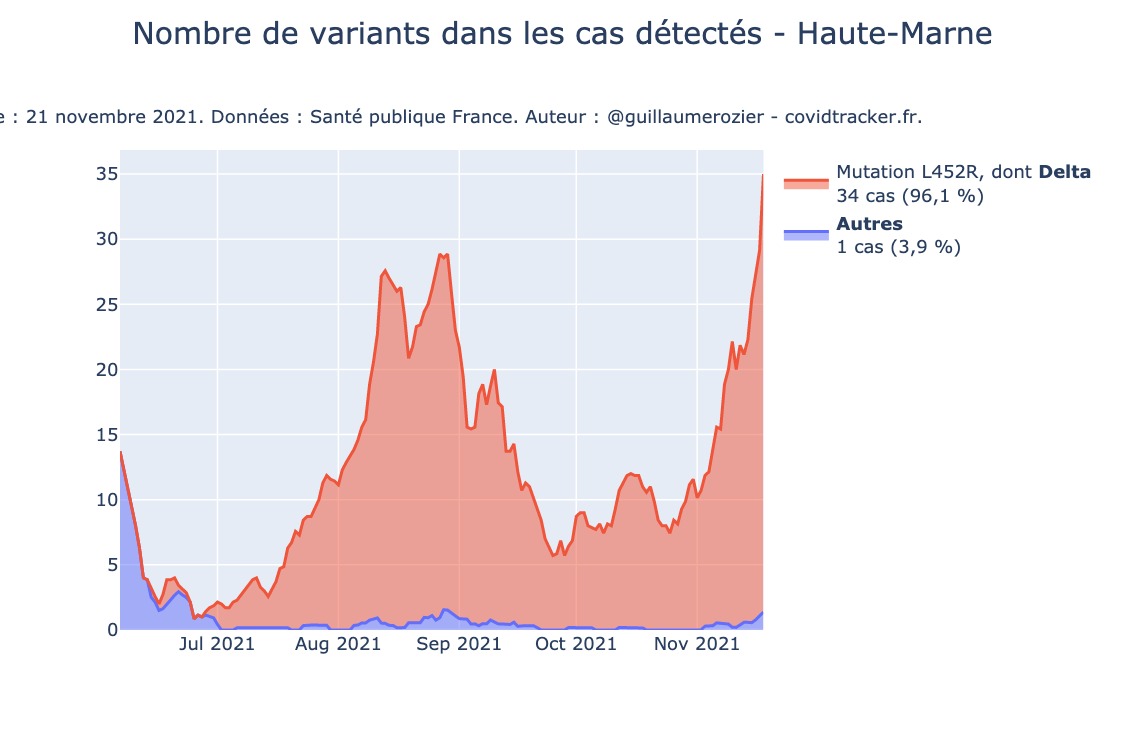 Nombre de variants dans les cas détectés - Haute-Marne
: 21 novembre 2021. Données : Santé publique France. Auteur : @guillaumerozier - covidtracker.fr.
35
30
25
20
15
10
5
0
Jul 2021 Aug 2021 Sep 2021 Oct 2021 Nov 2021
Mutation L452R, dont Delta
34 cas (96,1 %)
Autres
1 cas (3,9 %)